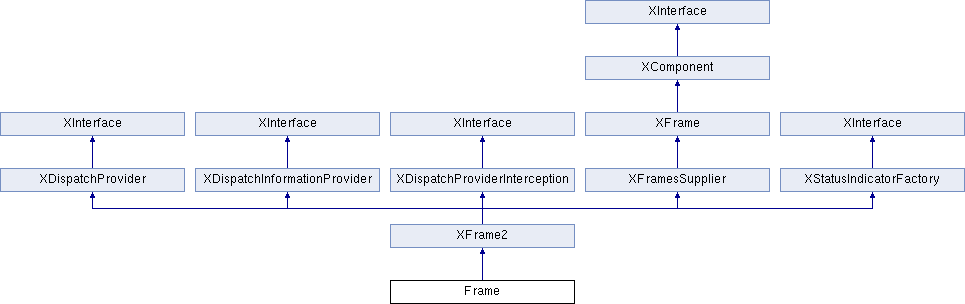 XInterface
XComponent
XInterface
XInterface
XInterface
XFrame
XInterface
XDispatchProvider
XDispatchInformationProvider
XDispatchProviderInterception
XFramesSupplier
XStatusIndicatorFactory
XFrame2
Frame